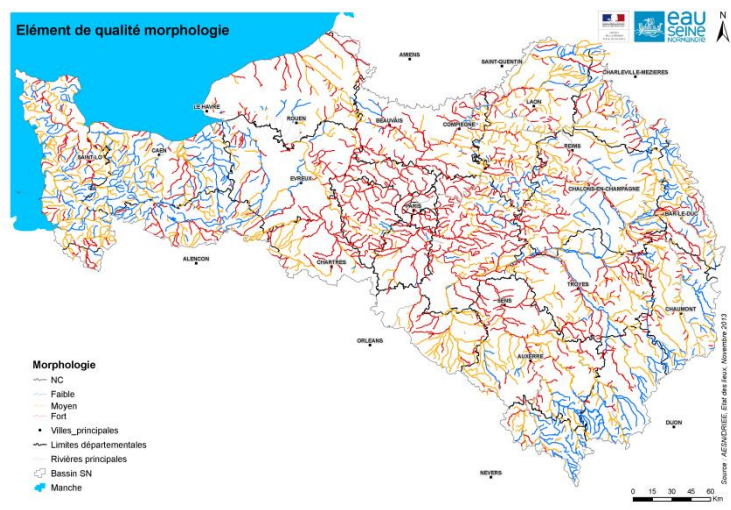 Elément de qualité morphologie
eau
SEINE
NORMANDIE
N
AMIENS
SAINT-QUENTIN
CHARLEVILLE-MEZIERES
LE HAVRE
ROUEN
BEAUVAIS
COMPIEGNE
LAON
SAINT-LO
CAEN
REIMS
EVREUX
PARIS
CHALONS-EN-CHAMPAGNE
BAR-LE-DUC
ALENCON
CHARTRES
TROYES
SENS
CHAUMONT
ORLEANS
AUXERRE
DIJON
NEVERS
Morphologie
NC
Faible
Moyen
Fort
Villes_principales
Limites départementales
Rivières principales
Bassin SN
Manche
0 15 30 45 60
Km
Source : AESN/DRIEE, Etat des lieux, Novembre 2013